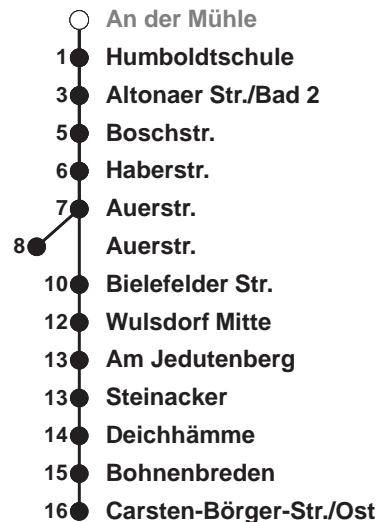 An der Mühle
1 Humboldtschule
3 Altonaer Str./Bad 2
5 Boschstr.
6 Haberstr.
7 Auerstr.
8 Auerstr.
10 Bielefelder Str.
12 Wulsdorf Mitte
13 Am Jedutenberg
13 Steinacker
14 Deichhämme
15 Bohnenbreden
16 Carsten-Börger-Str./Ost